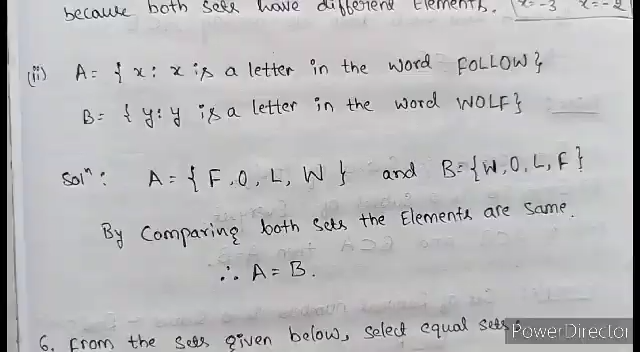 because both sets have different Elements. x=-3 x=-2
(ii) A= { x: x is a letter in the word FOLLOW}
B= { y: y is a letter in the word WOLF}
Solⁿ: A= { F, O, L, W } and B={W, O, L, F}
By Comparing both sets the Elements are same.
∴ A = B.
6. From the sets given below, select equal sets:
PowerDirector